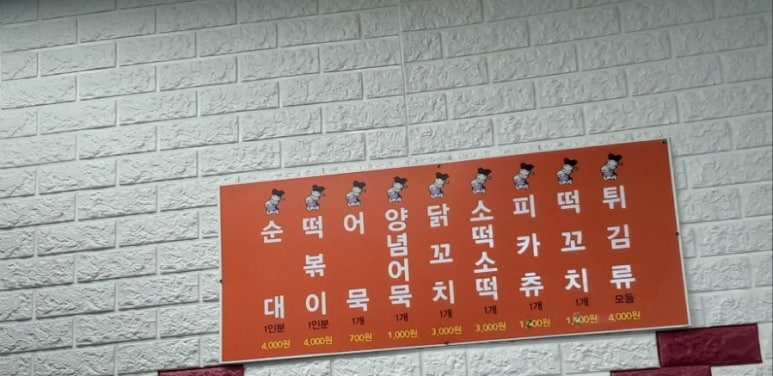 순대
1인분
4,000원
떡볶이
1인분
4,000원
어묵
1개
700원
양념어묵
1개
1,000원
닭꼬치
1개
3,000원
소떡소떡
1개
3,000원
피카츄
1개
떡꼬치
1개
튀김류
모듬
4,000원